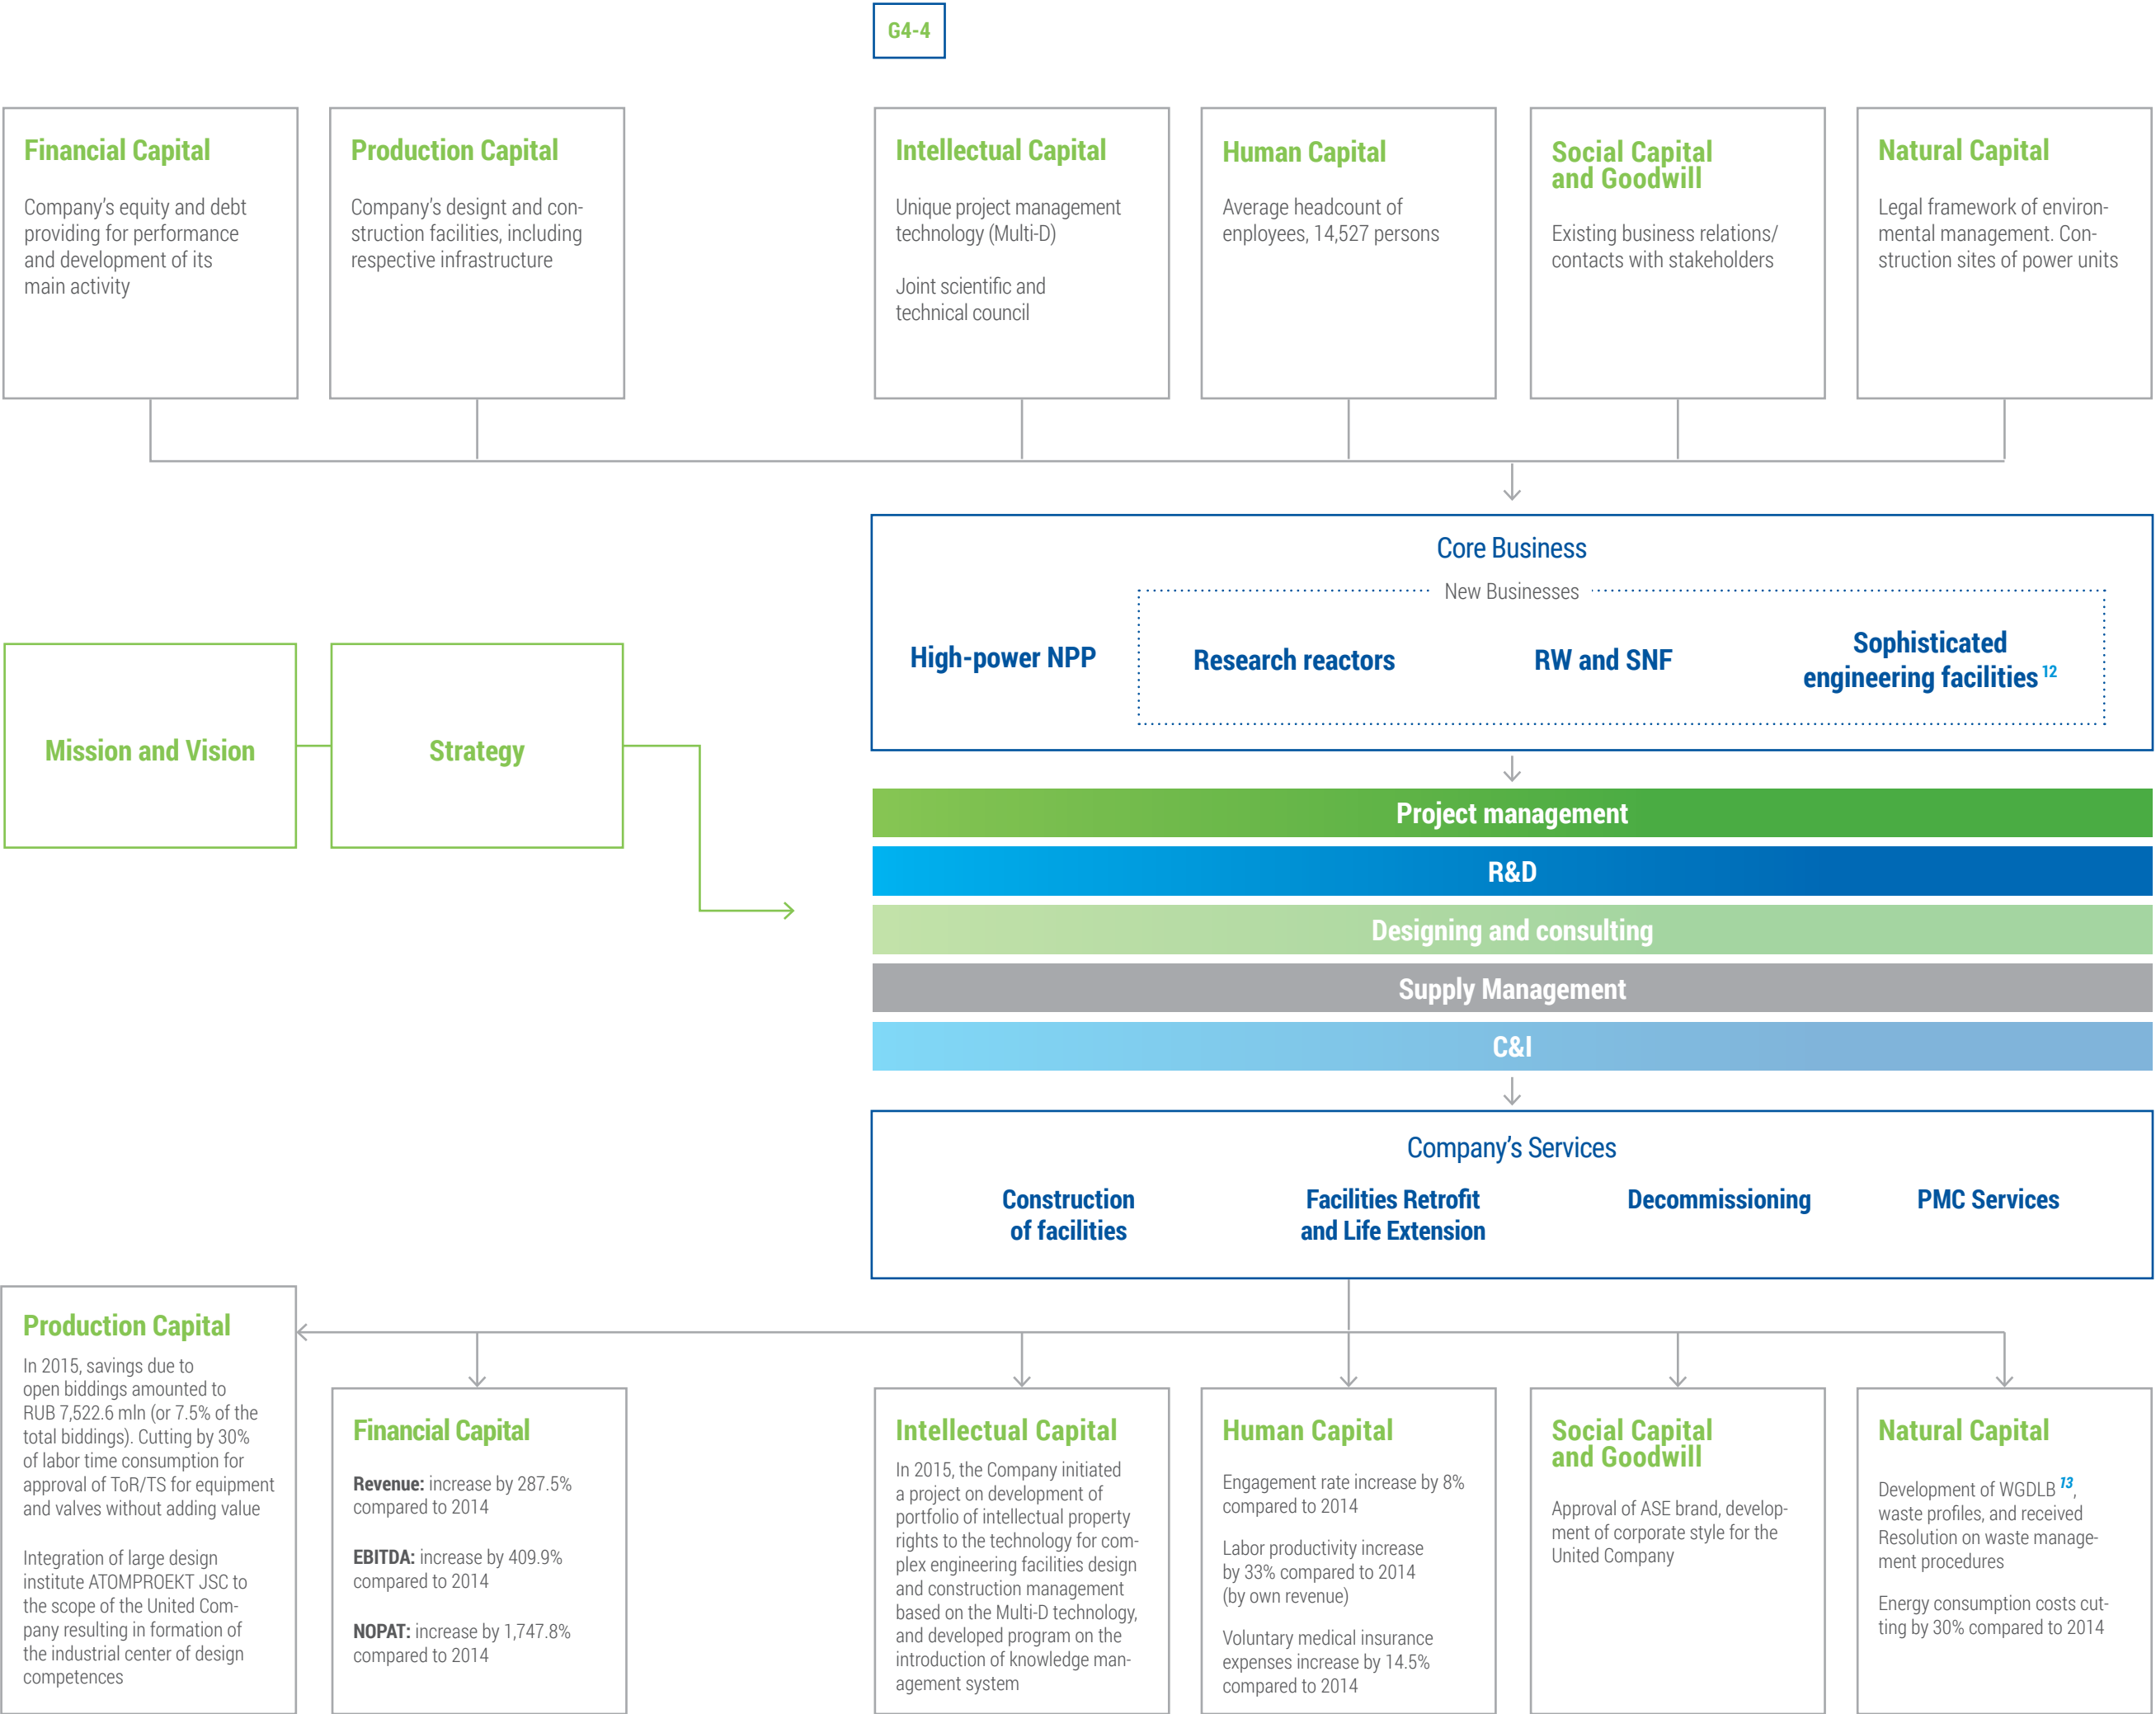 G4-4
Financial Capital
Company's equity and debt
providing for performance
and development of its
main activity
Production Capital
Company's designt and con-
struction facilities, including
respective infrastructure
Intellectual Capital
Unique project management
technology (Multi-D)
Joint scientific and
technical council
Human Capital
Average headcount of
enployees, 14,527 persons
Social Capital
and Goodwill
Existing business relations/
contacts with stakeholders
Natural Capital
Legal framework of environ-
mental management. Con-
struction sites of power units
Core Business
New Businesses
High-power NPP
Research reactors
RW and SNF
Sophisticated
engineering facilities 12
Mission and Vision
Strategy
Project management
R&D
Designing and consulting
Supply Management
C&I
Company's Services
Construction
of facilities
Facilities Retrofit
and Life Extension
Decommissioning
PMC Services
Production Capital
In 2015, savings due to
open biddings amounted to
RUB 7,522.6 mln (or 7.5% of the
total biddings). Cutting by 30%
of labor time consumption for
approval of ToR/TS for equipment
and valves without adding value
Integration of large design
institute ATOMPROEKT JSC to
the scope of the United Com-
pany resulting in formation of
the industrial center of design
competences
Financial Capital
Revenue: increase by 287.5%
compared to 2014
EBITDA: increase by 409.9%
compared to 2014
NOPAT: increase by 1,747.8%
compared to 2014
Intellectual Capital
In 2015, the Company initiated
a project on development of
portfolio of intellectual property
rights to the technology for com-
plex engineering facilities design
and construction management
based on the Multi-D technology,
and developed program on the
introduction of knowledge man-
agement system
Human Capital
Engagement rate increase by 8%
compared to 2014
Labor productivity increase
by 33% compared to 2014
(by own revenue)
Voluntary medical insurance
expenses increase by 14.5%
compared to 2014
Social Capital
and Goodwill
Approval of ASE brand, develop-
ment of corporate style for the
United Company
Natural Capital
Development of WGDLB 13,
waste profiles, and received
Resolution on waste manage-
ment procedures
Energy consumption costs cut-
ting by 30% compared to 2014